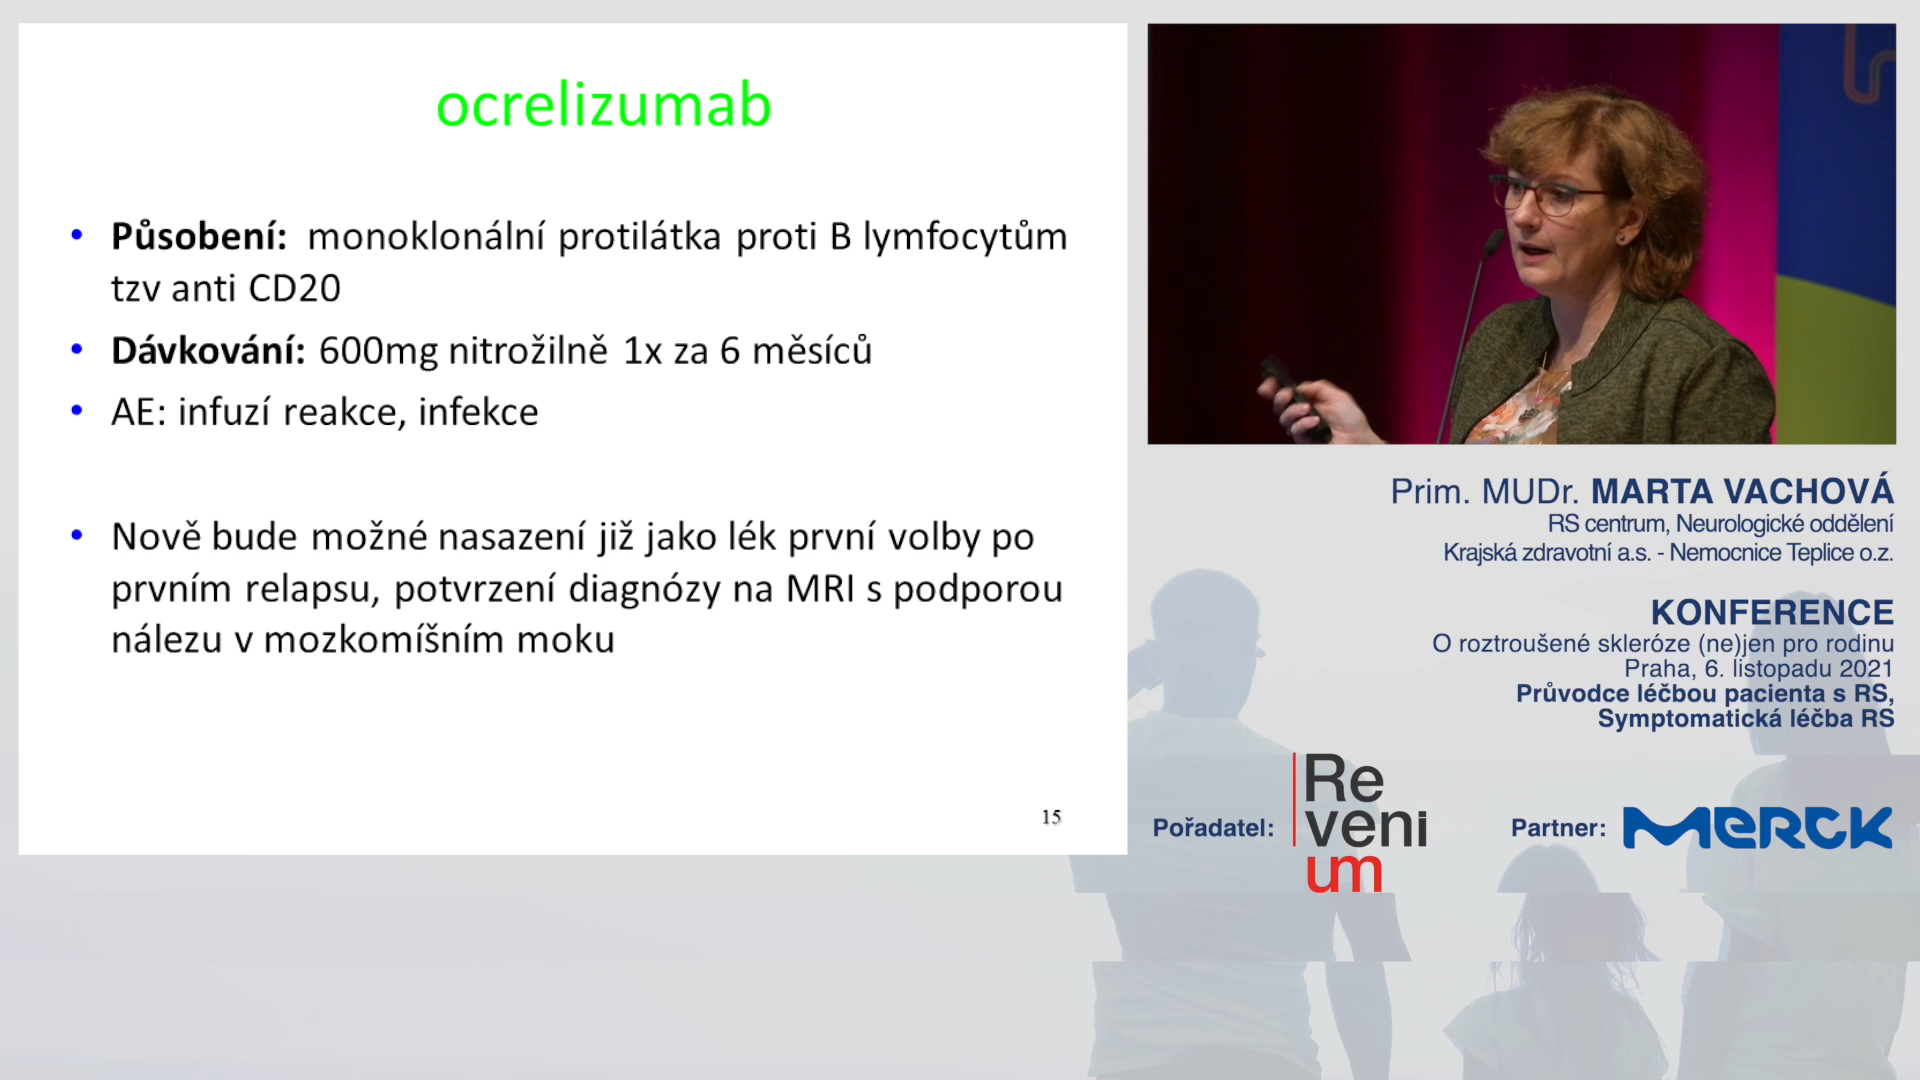 ocrelizumab
• Působení: monoklonální protilátka proti B lymfocytům
tzv anti CD20
• Dávkování: 600mg nitrožilně 1x za 6 měsíců
• AE: infuzí reakce, infekce
• Nově bude možné nasazení již jako lék první volby po
prvním relapsu, potvrzení diagnózy na MRI s podporou
nálezu v mozkomíšním moku
15
Prim. MUDr. MARTA VACHOVÁ
RS centrum, Neurologické oddělení
Krajská zdravotní a.s. - Nemocnice Teplice o.z.
KONFERENCE
O roztroušené skleróze (ne)jen pro rodinu
Praha, 6. listopadu 2021
Průvodce léčbou pacienta s RS,
Symptomatická léčba RS
Pořadatel:
Re
veni
um
Partner:
MERCK